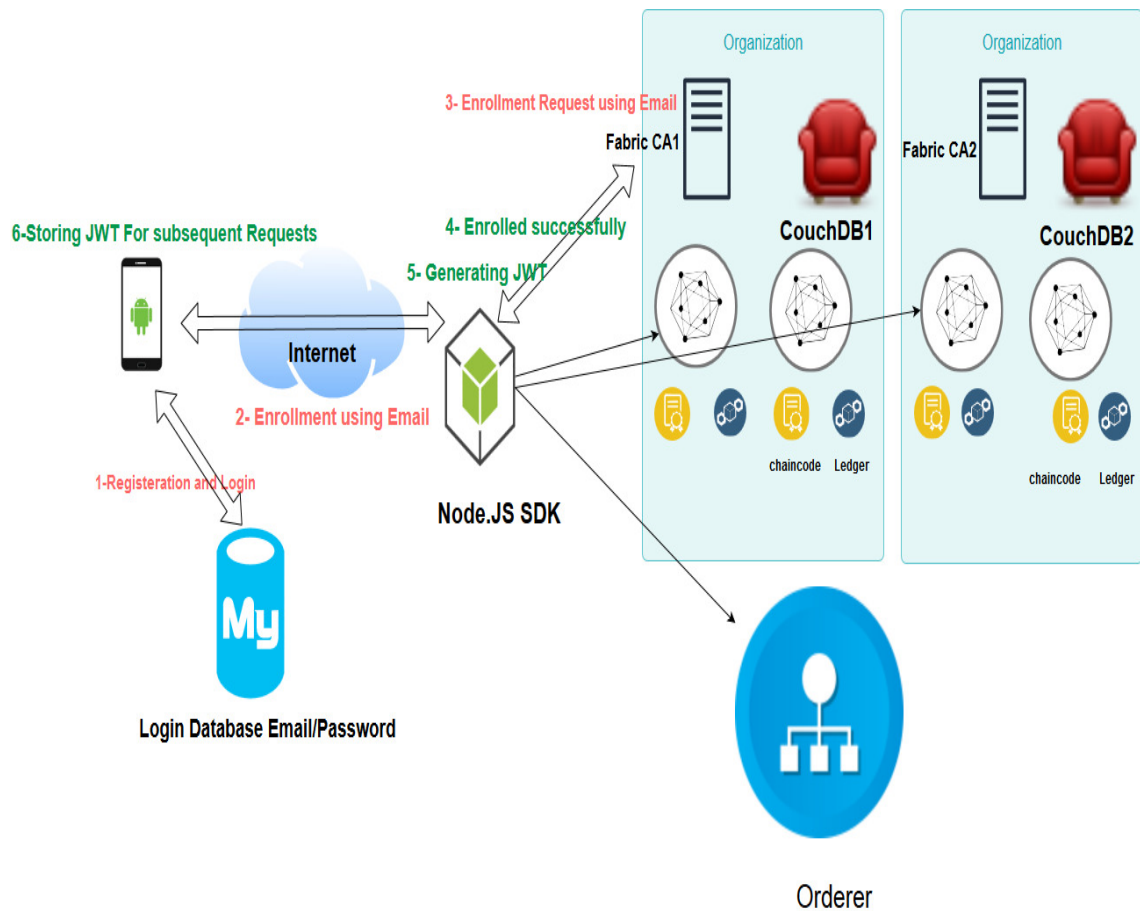 Organization
Organization
3- Enrollment Request using Email
Fabric CA1
Fabric CA2
4- Enrolled successfully
CouchDB1
CouchDB2
6-Storing JWT For subsequent Requests
5- Generating JWT
Internet
2- Enrollment using Email
chaincode
Ledger
chaincode
Ledger
1-Registeration and Login
Node.JS SDK
My
Login Database Email/Password
Orderer